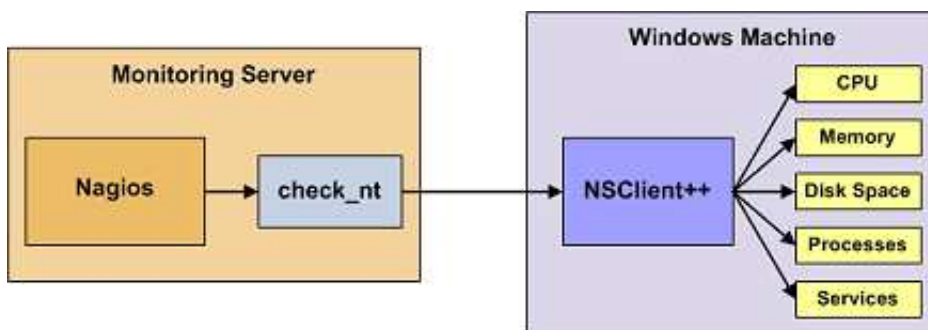 Monitoring Server
Nagios
check_nt
Windows Machine
NSClient++
CPU
Memory
Disk Space
Processes
Services